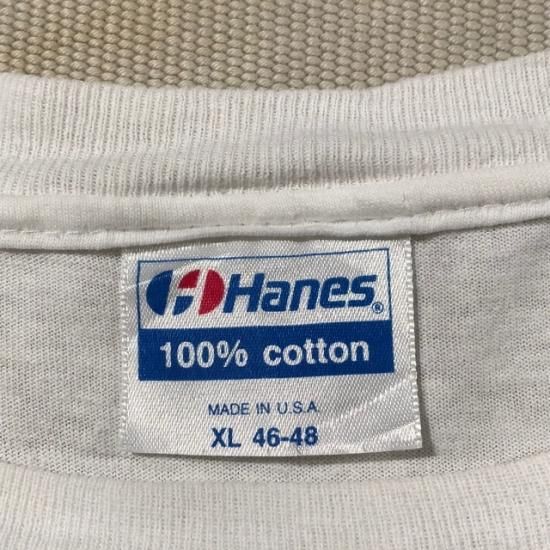 Hanes®
100% cotton
MADE IN U.S.A.
XL 46-48